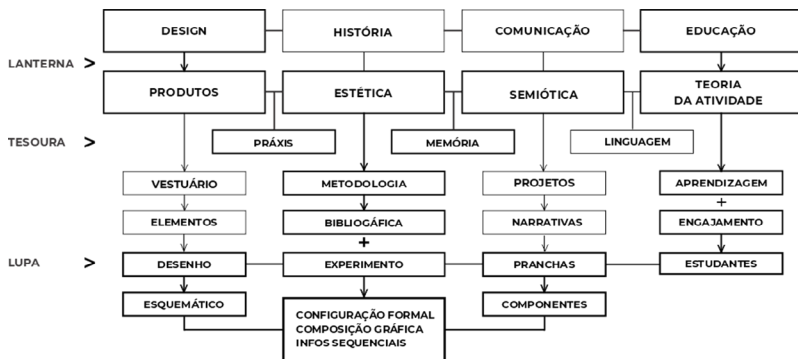 DESIGN HISTÓRIA COMUNICAÇÃO EDUCAÇÃO
LANTERNA >
PRODUTOS ESTÉTICA SEMIÓTICA TEORIA
DA ATIVIDADE
TESOURA > PRÁXIS MEMÓRIA LINGUAGEM
VESTUÁRIO METODOLOGIA PROJETOS APRENDIZAGEM
+
ELEMENTOS BIBLIOGÁFICA NARRATIVAS ENGAJAMENTO
+
LUPA > DESENHO EXPERIMENTO PRANCHAS ESTUDANTES
ESQUEMÁTICO COMPONENTES
CONFIGURAÇÃO FORMAL
COMPOSIÇÃO GRÁFICA
INFOS SEQUENCIAIS